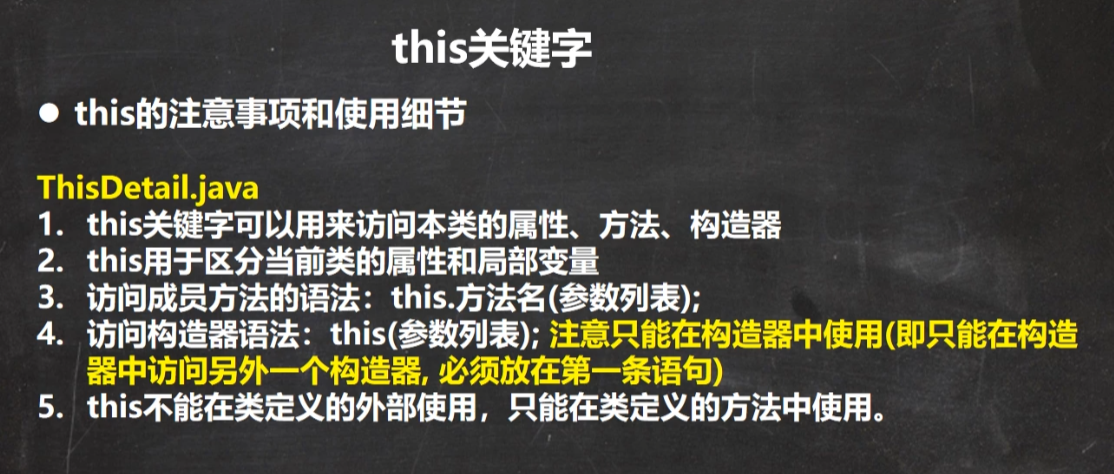 this关键字
● this的注意事项和使用细节
ThisDetail.java
1. this关键字可以用来访问本类的属性、方法、构造器
2. this用于区分当前类的属性和局部变量
3. 访问成员方法的语法：this.方法名(参数列表);
4. 访问构造器语法：this(参数列表); 注意只能在构造器中使用(即只能在构造
器中访问另外一个构造器, 必须放在第一条语句)
5. this不能在类定义的外部使用，只能在类定义的方法中使用。